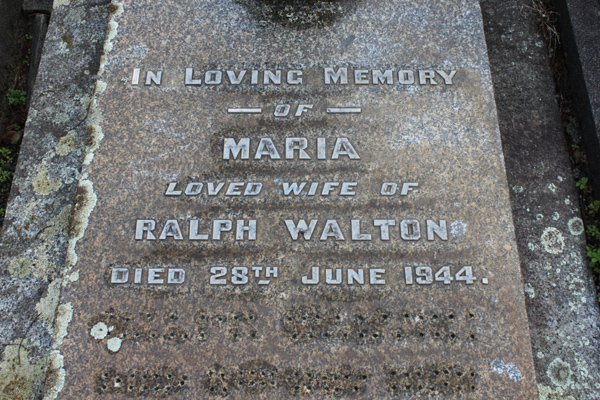 IN LOVING MEMORY
— OF —
MARIA
LOVED WIFE OF
RALPH WALTON
DIED 28TH JUNE 1944.